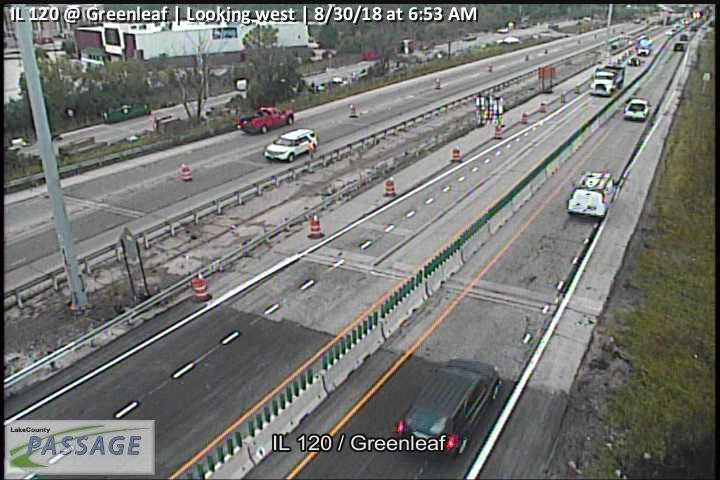 IL 120 @ Greenleaf | Looking west | 8/30/18 at 6:53 AM
IL 120 / Greenleaf
LakeCounty
PASSAGE